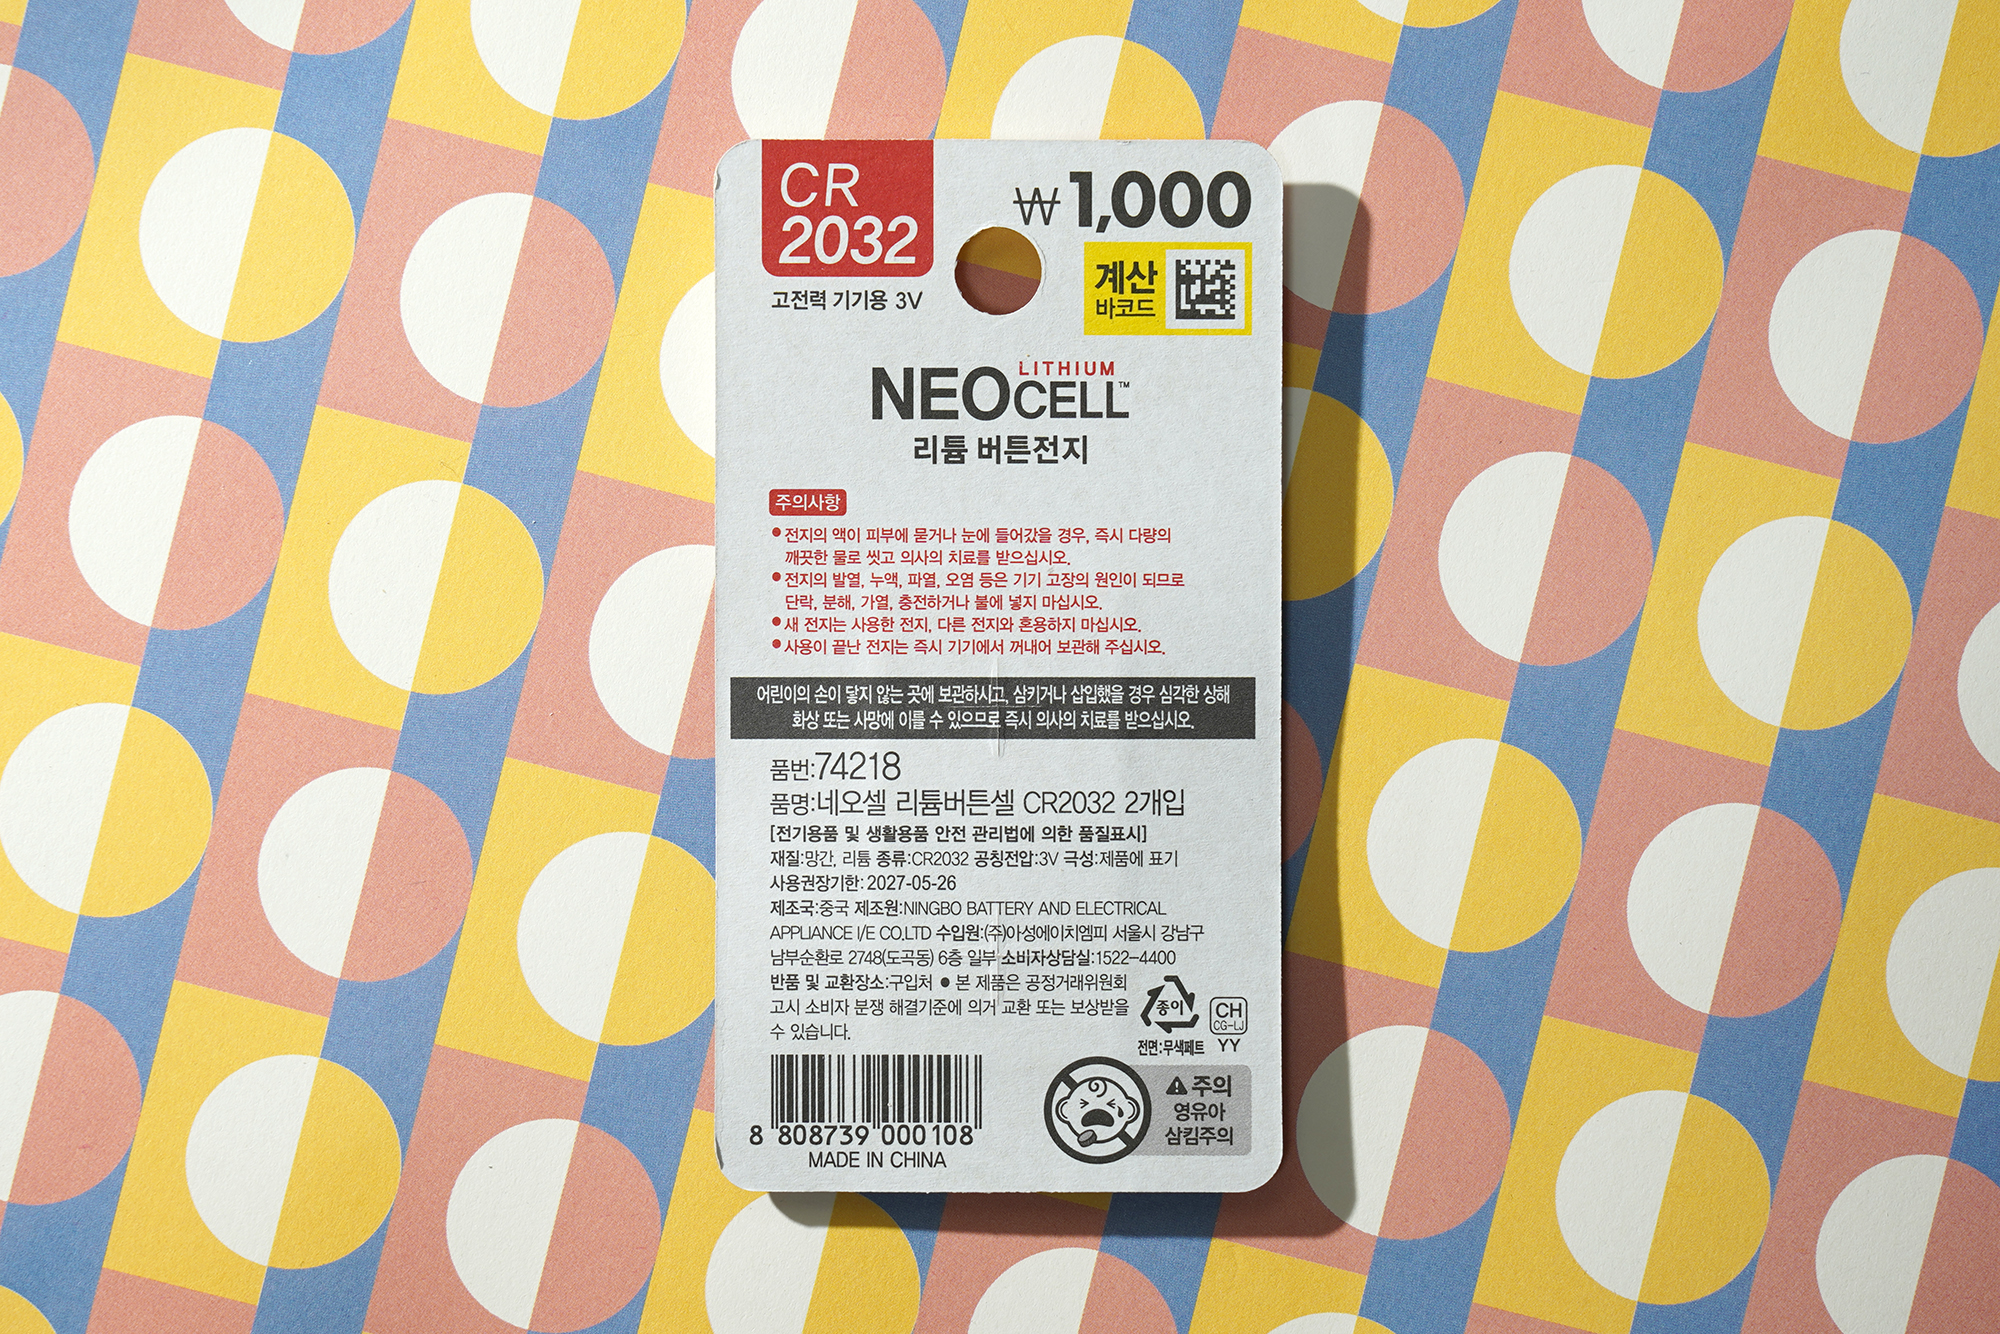 CR
2032
고전력 기기용 3V
₩1,000
계산
바코드
LITHIUM
NEOCELL™
리튬 버튼전지
주의사항
●전지의 액이 피부에 묻거나 눈에 들어갔을 경우, 즉시 다량의
깨끗한 물로 씻고 의사의 치료를 받으십시오.
●전지의 발열, 누액, 파열, 오염 등은 기기 고장의 원인이 되므로
단락, 분해, 가열, 충전하거나 불에 넣지 마십시오.
●새 전지는 사용한 전지, 다른 전지와 혼용하지 마십시오.
●사용이 끝난 전지는 즉시 기기에서 꺼내어 보관해 주십시오.
어린이의 손이 닿지 않는 곳에 보관하시고, 삼키거나 삽입했을 경우 심각한 상해
화상 또는 사망에 이를 수 있으므로 즉시 의사의 치료를 받으십시오.
품번:74218
품명:네오셀 리튬버튼셀 CR2032 2개입
[전기용품 및 생활용품 안전 관리법에 의한 품질표시]
재질:망간, 리튬 종류:CR2032 공칭전압:3V 극성:제품에 표기
사용권장기한: 2027-05-26
제조국:중국 제조원:NINGBO BATTERY AND ELECTRICAL
APPLIANCE I/E CO.,LTD 수입원:(주)아성에이치엠피 서울시 강남구
남부순환로 2748(도곡동) 6층 일부 소비자상담실:1522-4400
반품 및 교환장소:구입처 ● 본 제품은 공정거래위원회
고시 소비자 분쟁 해결기준에 의거 교환 또는 보상받을
수 있습니다.
종이
전면:무색페트
CH
CG-LJ
YY
8 808739 000108
MADE IN CHINA
주의
영유아
삼킴주의